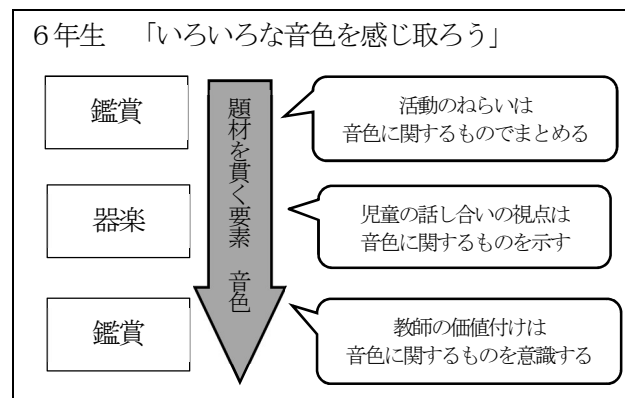 6年生 「いろいろな音色を感じ取ろう」
鑑賞
器楽
鑑賞
題材を貫く要素 音色
活動のねらいは
音色に関するものでまとめる
児童の話し合いの視点は
音色に関するものを示す
教師の価値付けは
音色に関するものを意識する